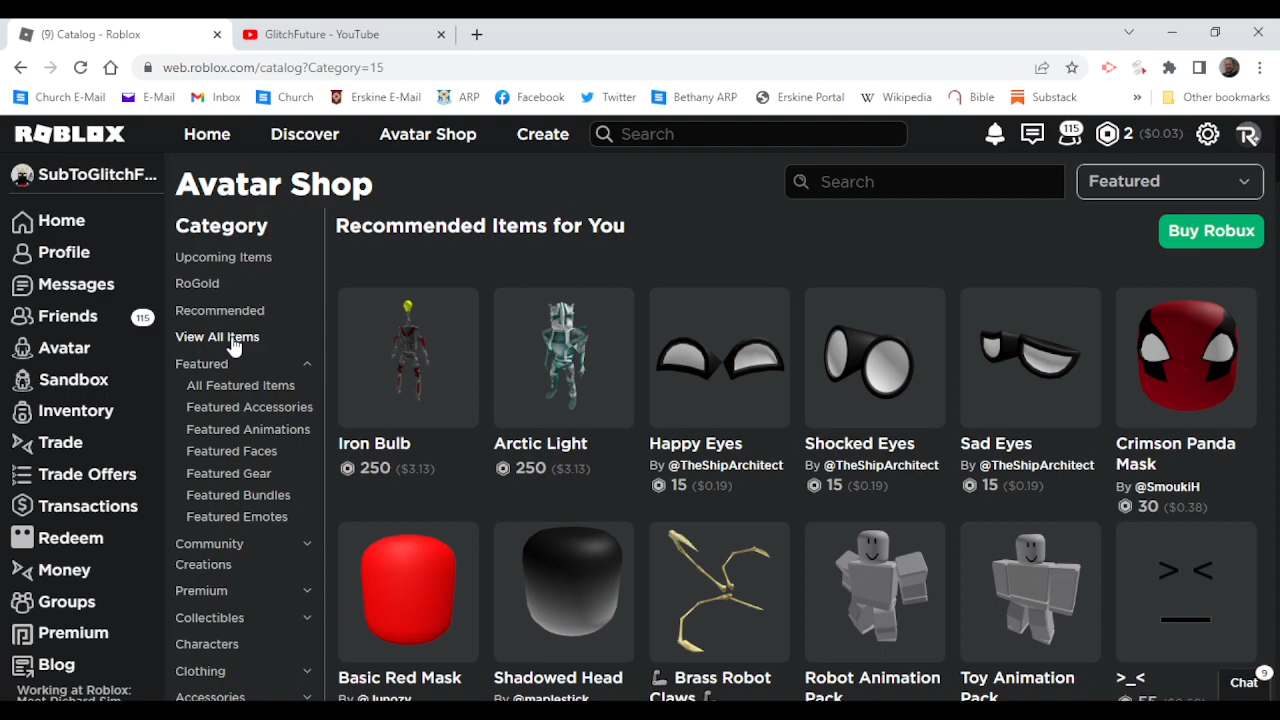 (9) Catalog - Roblox
GlitchFuture - YouTube
web.roblox.com/catalog?Category=15
Church E-Mail E-Mail Inbox Church Erskine E-Mail ARP Facebook Twitter Bethany ARP Erskine Portal Wikipedia Bible Substack » Other bookmarks
ROBLOX Home Discover Avatar Shop Create Search 115 2 ($0.03)
SubToGlitchF...
Home
Profile
Messages
Friends 115
Avatar
Sandbox
Inventory
Trade
Trade Offers
Transactions
Redeem
Money
Groups
Premium
Blog
Working at Roblox:
Avatar Shop
Search
Featured
Category
Upcoming Items
RoGold
Recommended
View All Items
Featured
All Featured Items
Featured Accessories
Featured Animations
Featured Faces
Featured Gear
Featured Bundles
Featured Emotes
Community
Creations
Premium
Collectibles
Characters
Clothing
Accessories
Recommended Items for You
Buy Robux
Iron Bulb
250 ($3.13)
Arctic Light
250 ($3.13)
Happy Eyes
By @TheShipArchitect
15 ($0.19)
Shocked Eyes
By @TheShipArchitect
15 ($0.19)
Sad Eyes
By @TheShipArchitect
15 ($0.19)
Crimson Panda
Mask
By @SmoukiH
30 ($0.38)
Basic Red Mask
By @Junozy
Shadowed Head
By @maplestick
Brass Robot
Claws
Robot Animation
Pack
Toy Animation
Pack
>_<
55
Chat 9